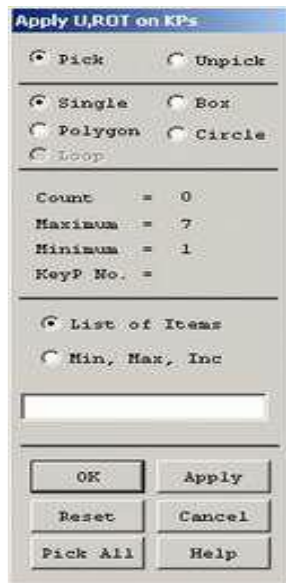 Apply U,ROT on KPs
Pick Unpick
Single Box
Polygon Circle
Loop
Count = 0
Maximum = 7
Minimum = 1
KeyP No. =
List of Items
Min, Max, Inc
OK Apply
Reset Cancel
Pick All Help